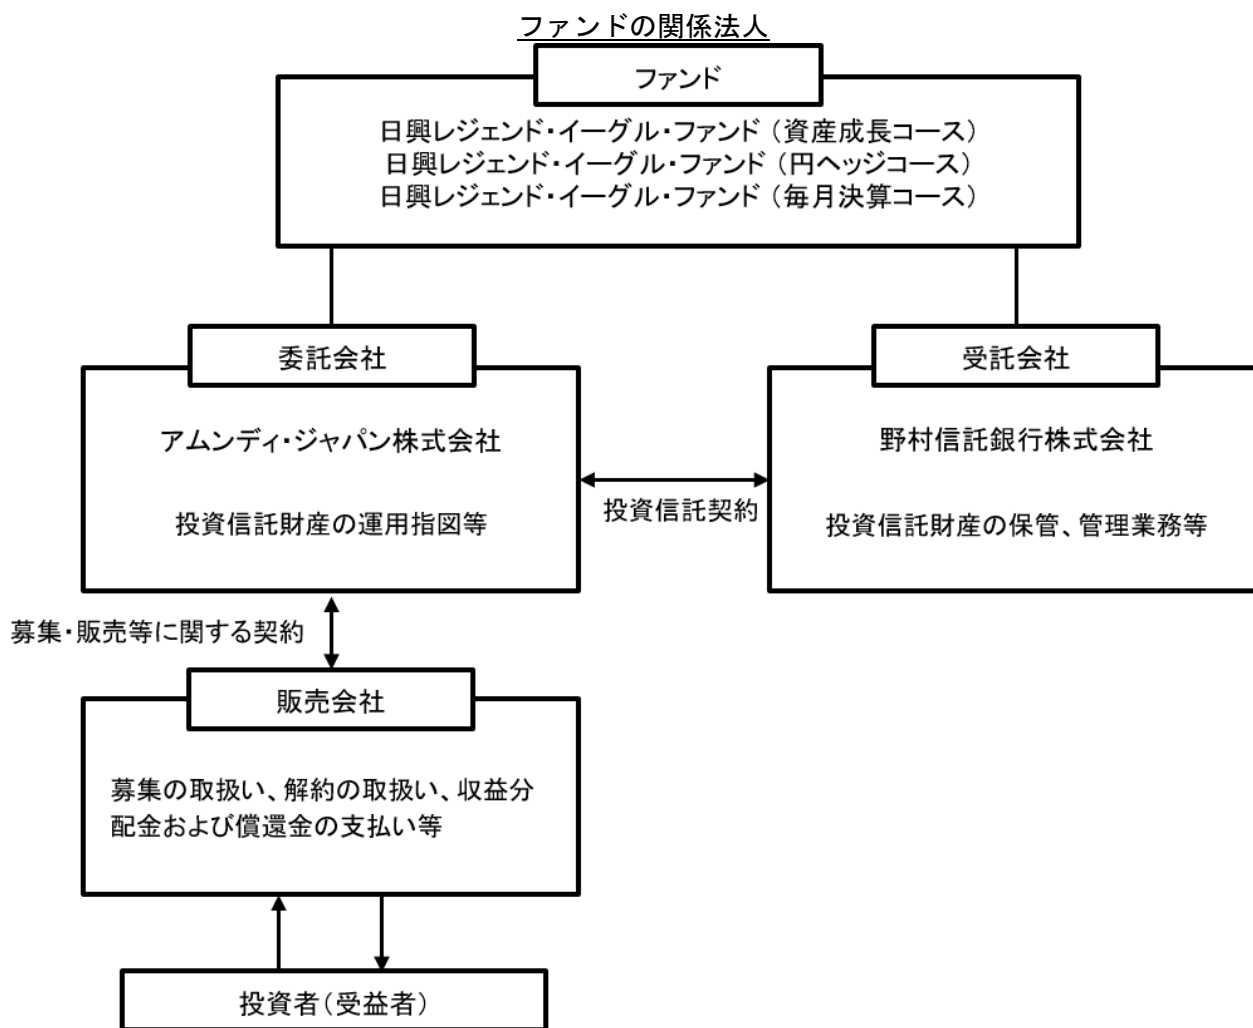 ファンドの関係法人
ファンド
日興レジェンド・イーグル・ファンド（資産成長コース）
日興レジェンド・イーグル・ファンド（円ヘッジコース）
日興レジェンド・イーグル・ファンド（毎月決算コース）
委託会社
アムンディ・ジャパン株式会社
投資信託財産の運用指図等
投資信託契約
受託会社
野村信託銀行株式会社
投資信託財産の保管、管理業務等
募集・販売等に関する契約
販売会社
募集の取扱い、解約の取扱い、収益分
配金および償還金の支払い等
投資者（受益者）